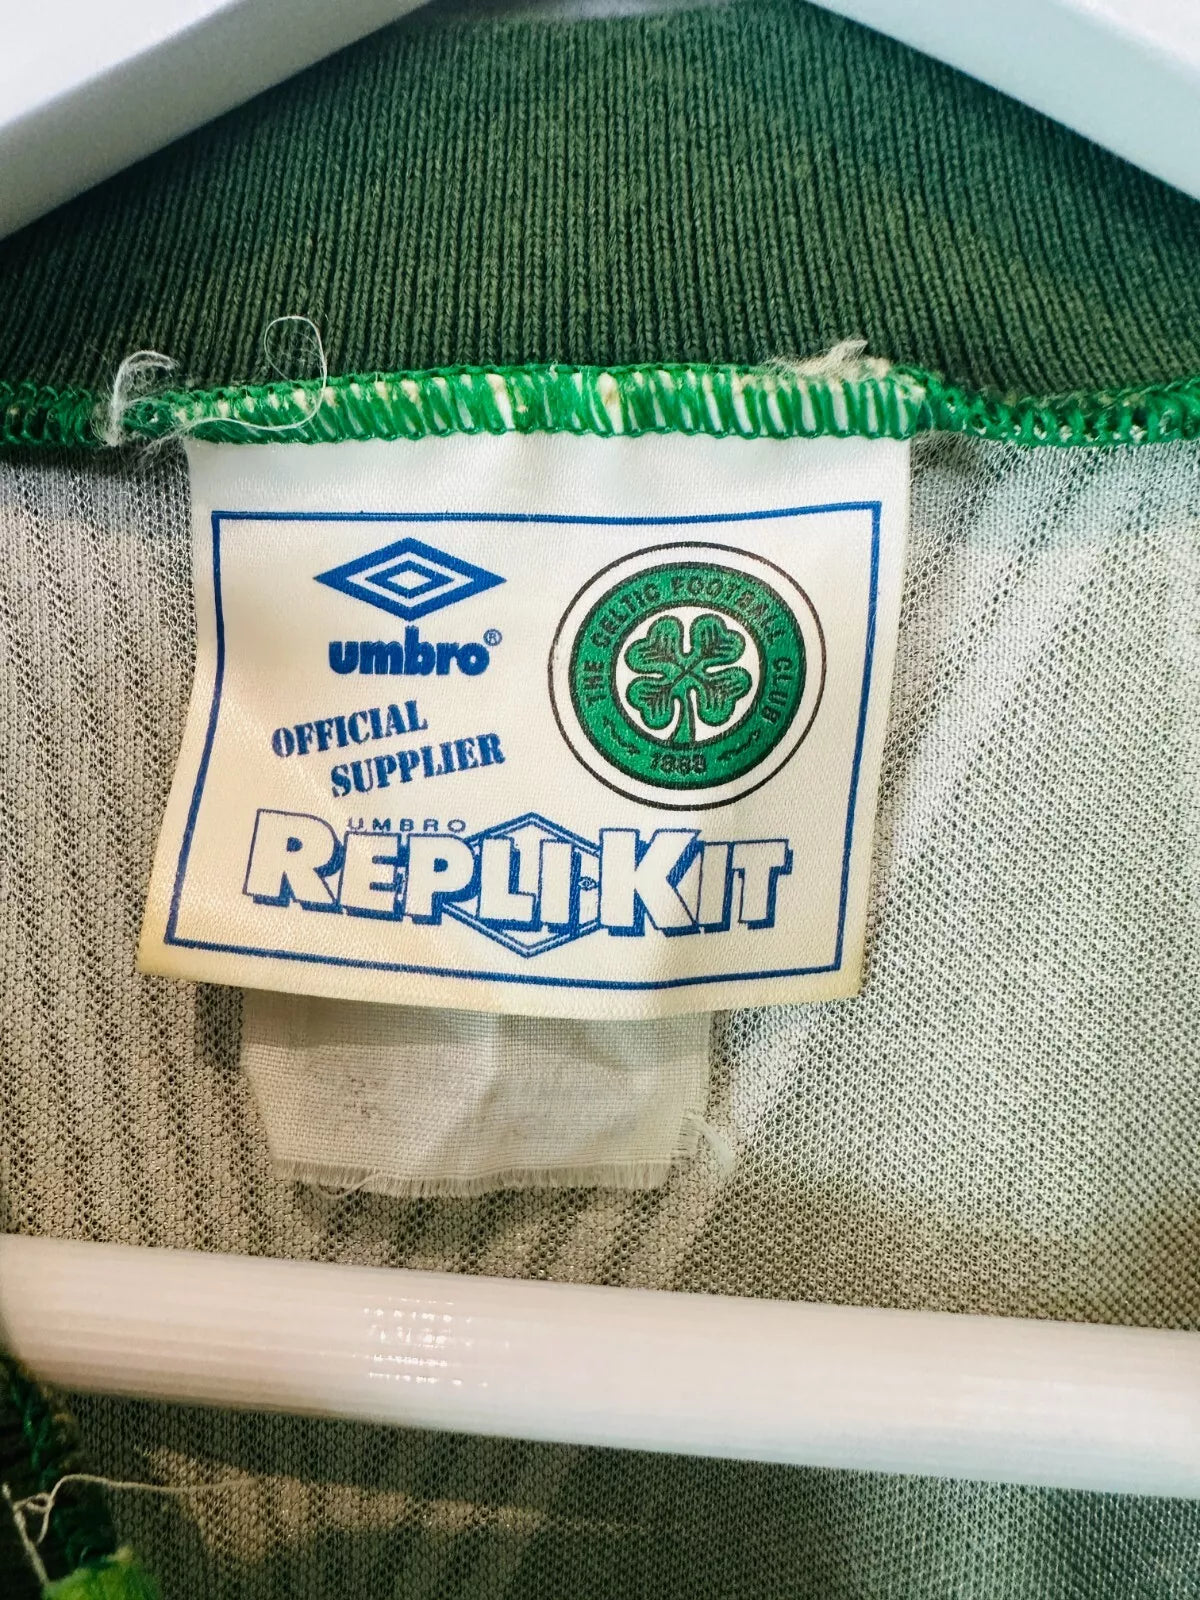 umbro®
OFFICIAL
SUPPLIER
THE CELTIC FOOTBALL CLUB
1888
UMBRO
REPLI-KIT